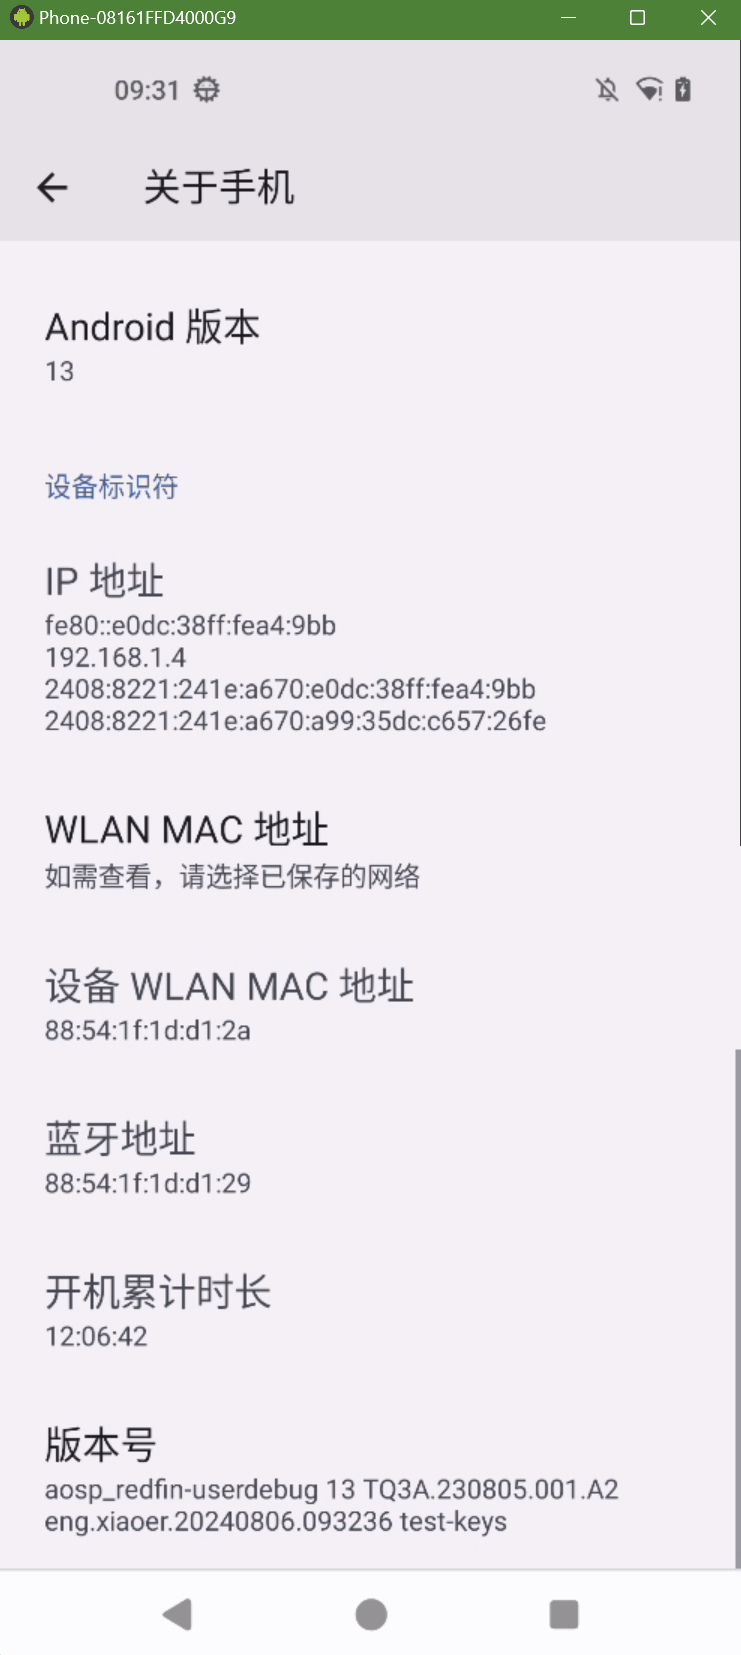 Phone-08161FFD4000G9
09:31
关于手机
Android 版本
13
设备标识符
IP 地址
fe80::e0dc:38ff:fea4:9bb
192.168.1.4
2408:8221:241e:a670:e0dc:38ff:fea4:9bb
2408:8221:241e:a670:a99:35dc:c657:26fe
WLAN MAC 地址
如需查看，请选择已保存的网络
设备 WLAN MAC 地址
88:54:1f:1d:d1:2a
蓝牙地址
88:54:1f:1d:d1:29
开机累计时长
12:06:42
版本号
aosp_redfin-userdebug 13 TQ3A.230805.001.A2
eng.xiaoer.20240806.093236 test-keys